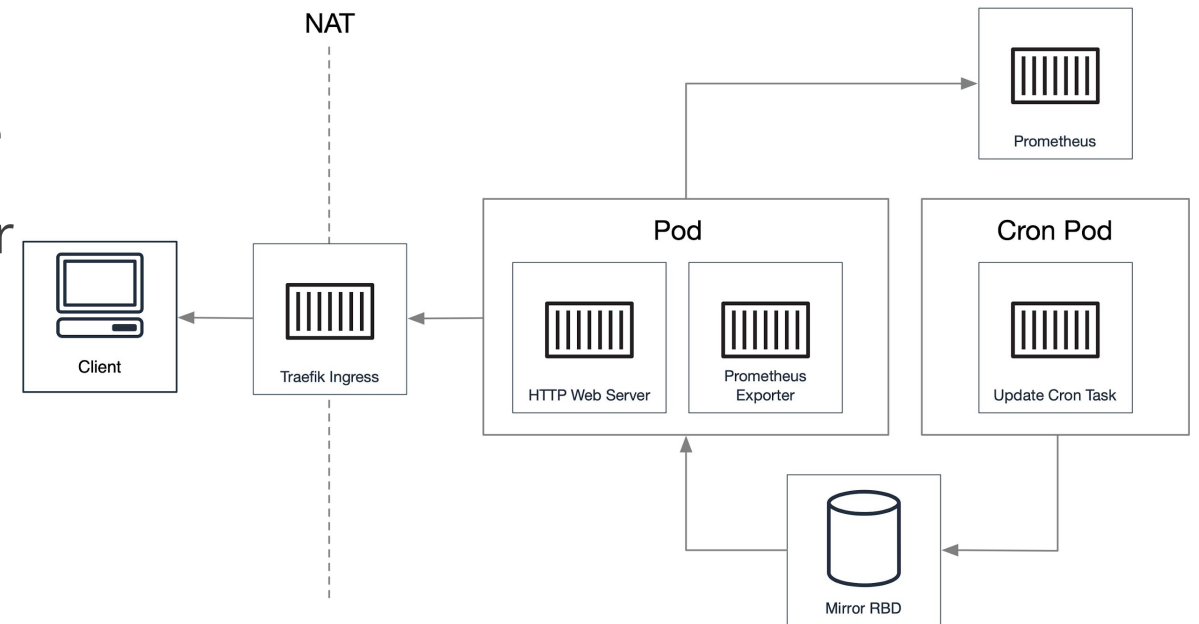 NAT
Prometheus
r
Pod
Cron Pod
Client
Traefik Ingress
HTTP Web Server
Prometheus
Exporter
Update Cron Task
Mirror RBD